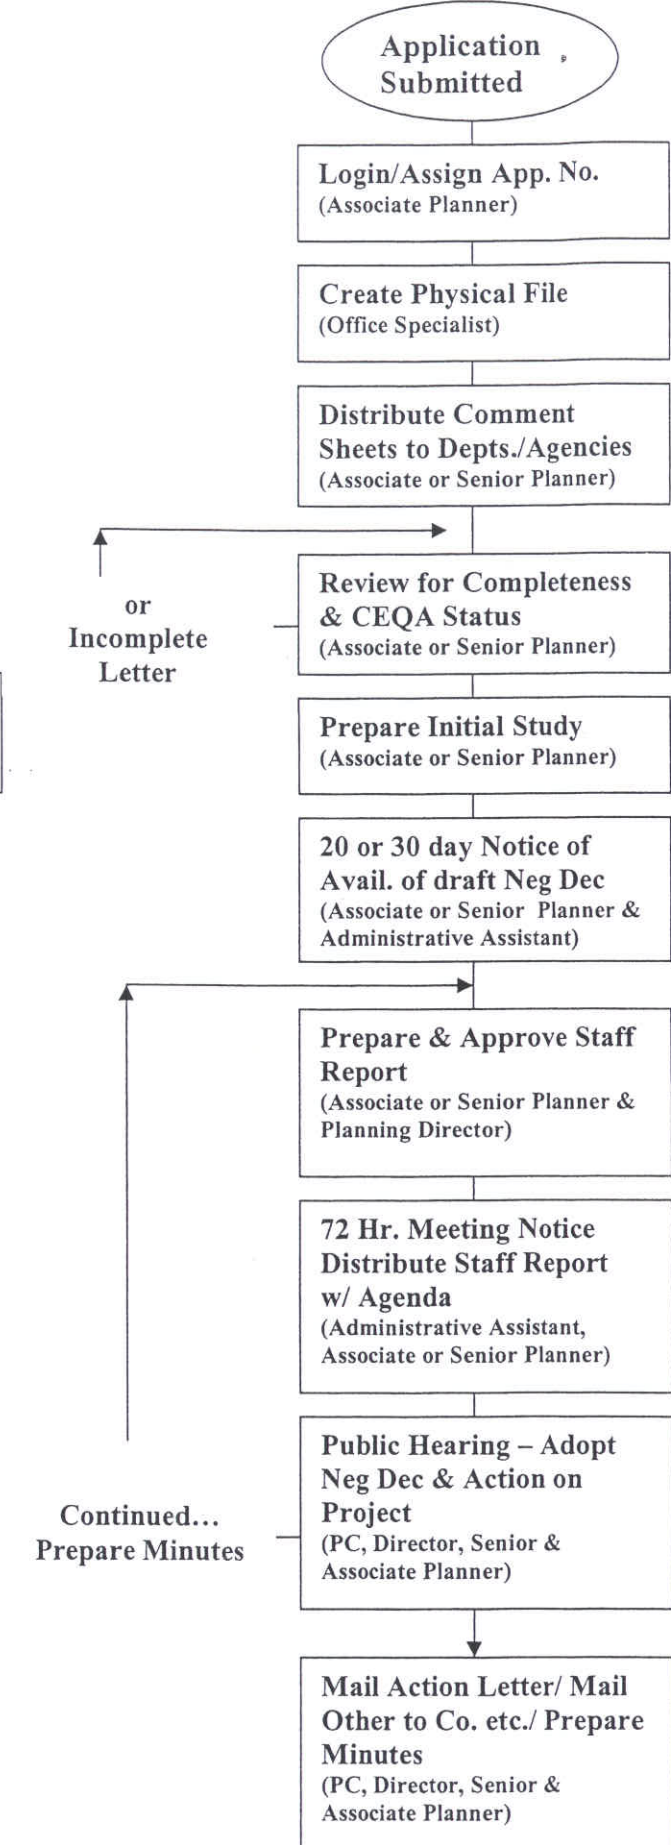 Application
Submitted
Login/Assign App. No.
(Associate Planner)
Create Physical File
(Office Specialist)
Distribute Comment
Sheets to Depts./Agencies
(Associate or Senior Planner)
or
Incomplete
Letter
Review for Completeness
& CEQA Status
(Associate or Senior Planner)
Prepare Initial Study
(Associate or Senior Planner)
20 or 30 day Notice of
Avail. of draft Neg Dec
(Associate or Senior Planner &
Administrative Assistant)
Prepare & Approve Staff
Report
(Associate or Senior Planner &
Planning Director)
72 Hr. Meeting Notice
Distribute Staff Report
w/ Agenda
(Administrative Assistant,
Associate or Senior Planner)
Public Hearing – Adopt
Neg Dec & Action on
Project
(PC, Director, Senior &
Associate Planner)
Continued...
Prepare Minutes
Mail Action Letter/ Mail
Other to Co. etc./ Prepare
Minutes
(PC, Director, Senior &
Associate Planner)